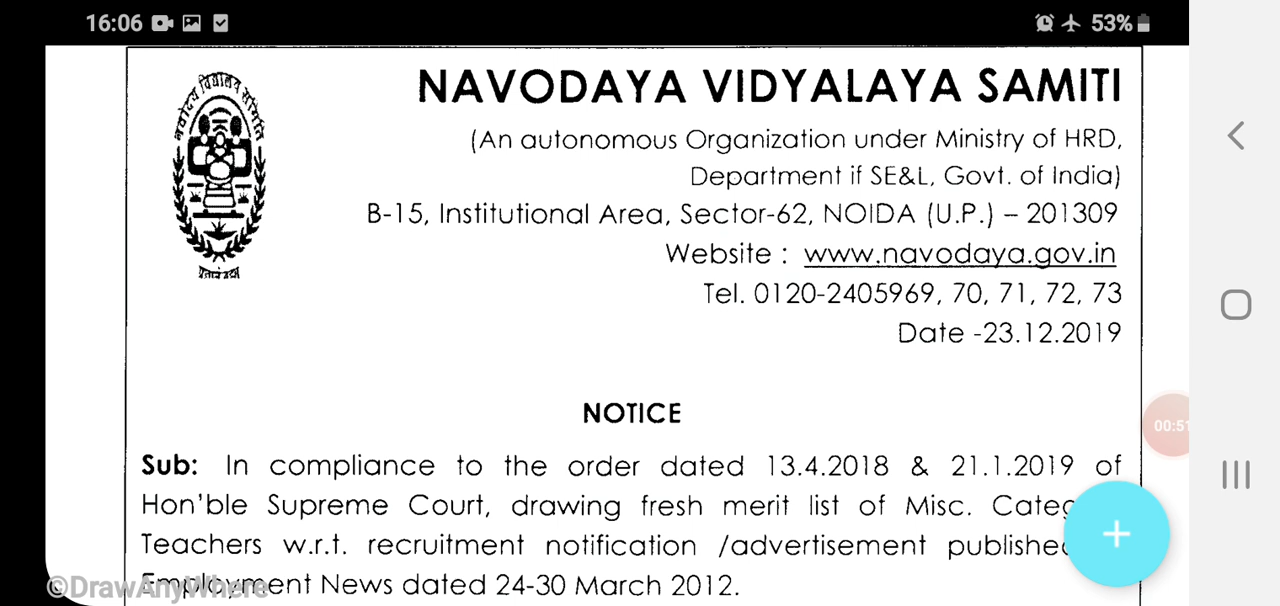 16:06
53%
नवोदय विद्यालय समिति
NAVODAYA VIDYALAYA SAMITI
(An autonomous Organization under Ministry of HRD,
Department if SE&L, Govt. of India)
B-15, Institutional Area, Sector-62, NOIDA (U.P.) – 201309
Website : www.navodaya.gov.in
Tel. 0120-2405969, 70, 71, 72, 73
Date -23.12.2019
NOTICE
00:51
Sub: In compliance to the order dated 13.4.2018 & 21.1.2019 of
Hon'ble Supreme Court, drawing fresh merit list of Misc. Categ
Teachers w.r.t. recruitment notification /advertisement publishe
Employment News dated 24-30 March 2012.
©DrawAnyWhere